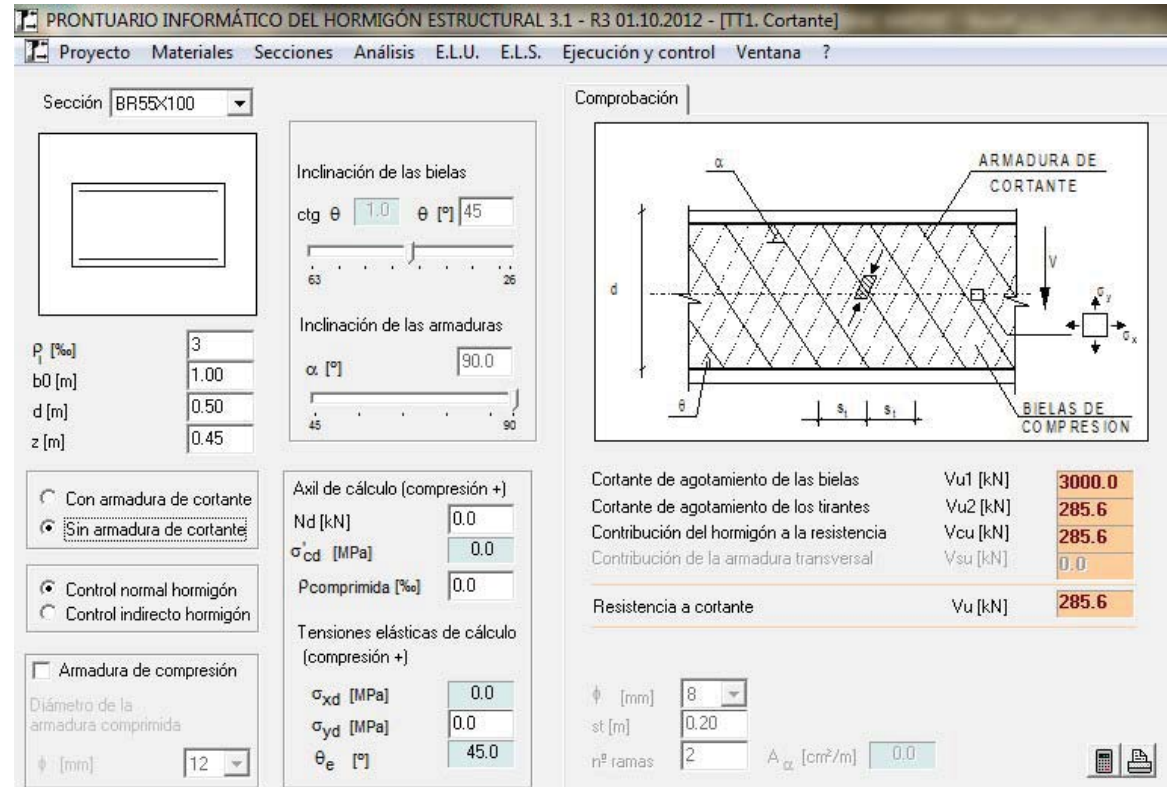 PRONTUARIO INFORMÁTICO DEL HORMIGÓN ESTRUCTURAL 3.1 - R3 01.10.2012 - [TT1. Cortante]
Proyecto Materiales Secciones Análisis E.L.U. E.L.S. Ejecución y control Ventana ?
Sección BR55X100
ρl [‰] 3
b0 [m] 1.00
d [m] 0.50
z [m] 0.45
Con armadura de cortante
Sin armadura de cortante
Control normal hormigón
Control indirecto hormigón
Armadura de compresión
Diámetro de la
armadura comprimida
ϕ [mm] 12
Inclinación de las bielas
ctg θ 1.0 θ [º] 45
63 26
Inclinación de las armaduras
α [º] 90.0
45 90
Axil de cálculo (compresión +)
Nd [kN] 0.0
σ'cd [MPa] 0.0
ρcomprimida [‰] 0.0
Tensiones elásticas de cálculo
(compresión +)
σxd [MPa] 0.0
σyd [MPa] 0.0
θe [º] 45.0
Comprobación
α
ARMADURA DE
CORTANTE
V
d
σy
σx
θ
st st
BIELAS DE
COMPRESION
Cortante de agotamiento de las bielas Vu1 [kN] 3000.0
Cortante de agotamiento de los tirantes Vu2 [kN] 285.6
Contribución del hormigón a la resistencia Vcu [kN] 285.6
Contribución de la armadura transversal Vsu [kN] 0.0
Resistencia a cortante Vu [kN] 285.6
ϕ [mm] 8
st [m] 0.20
nº ramas 2 Aα [cm²/m] 0.0